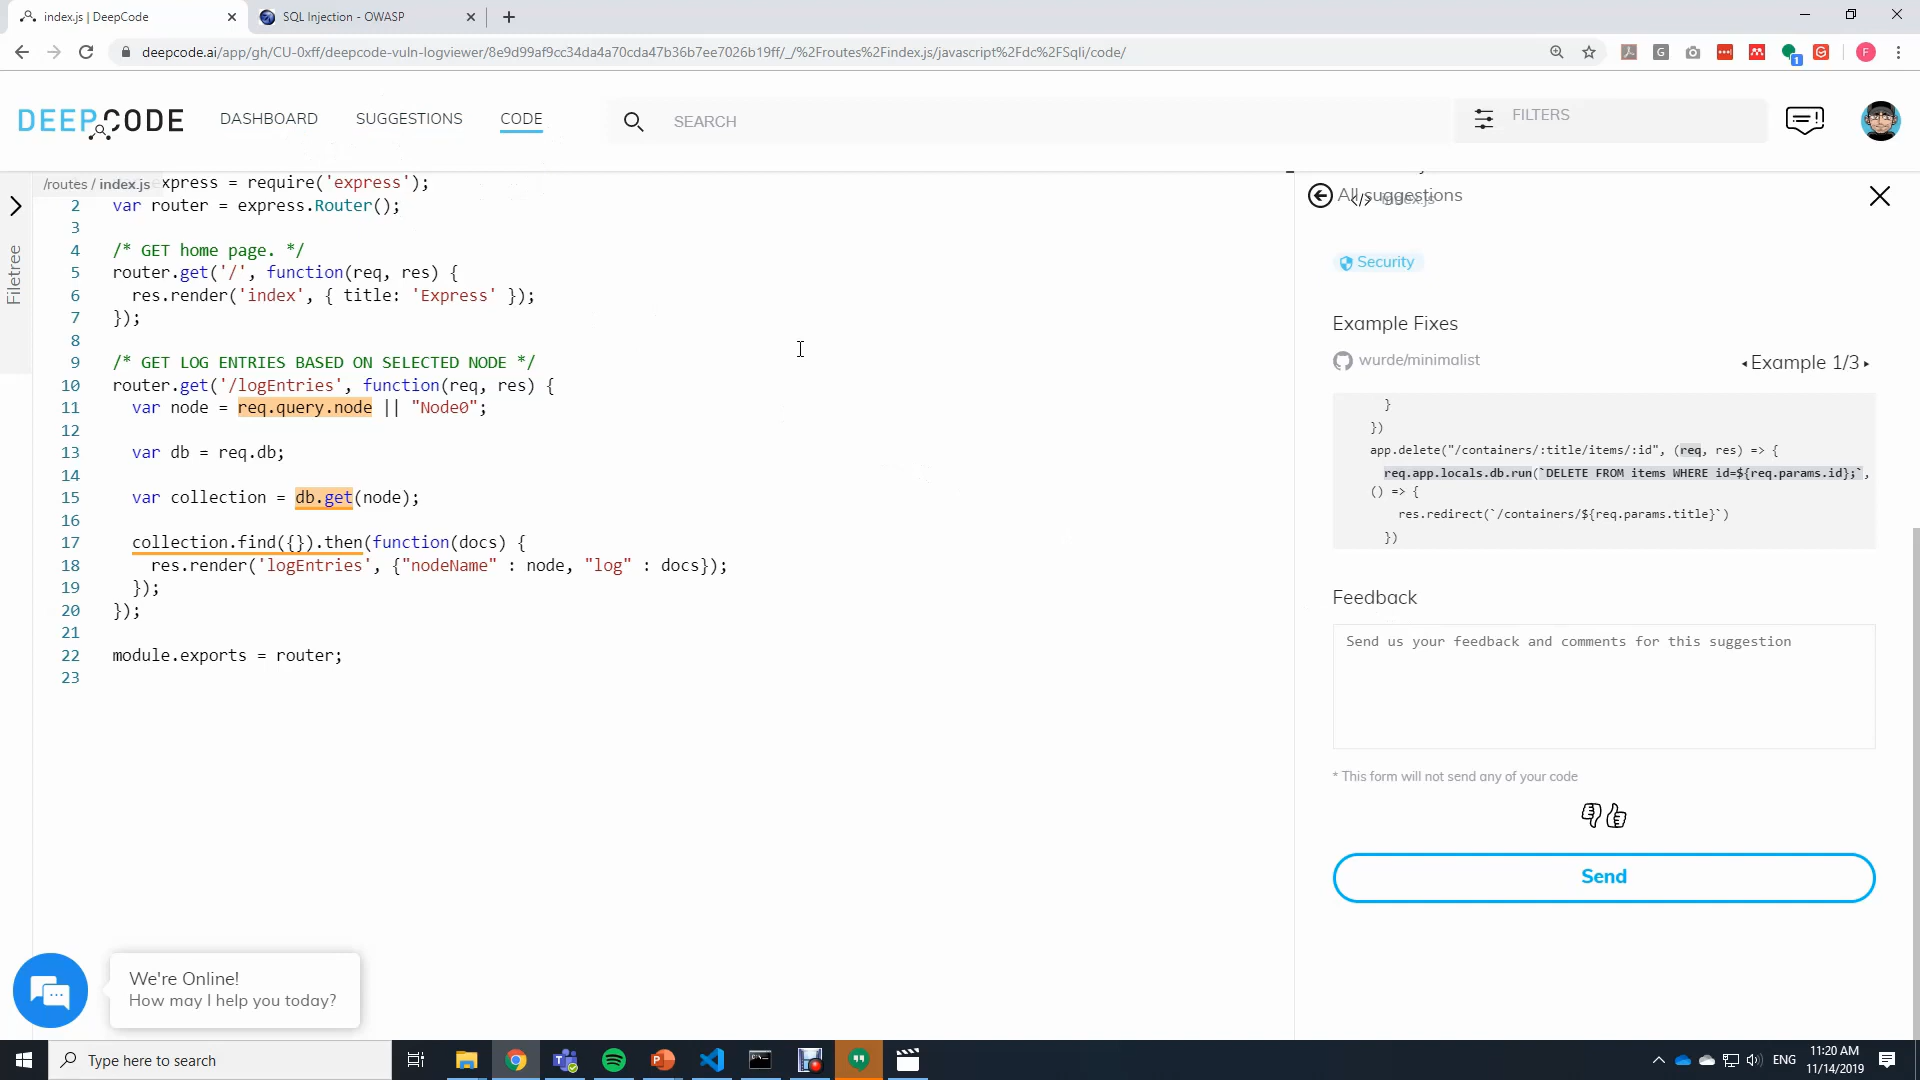 index.js | DeepCode
SQL Injection - OWASP
deepcode.ai/app/gh/CU-0xff/deepcode-vuln-logviewer/8e9d99af9cc34da4a70cda47b36b7ee7026b19ff/_/%2Froutes%2Findex.js/javascript%2Fdc%2FSqli/code/
DEEPCODE
DASHBOARD
SUGGESTIONS
CODE
SEARCH
FILTERS
/routes / index.js
Filetree
xpress = require('express');
2 var router = express.Router();
3
4 /* GET home page. */
5 router.get('/', function(req, res) {
6 res.render('index', { title: 'Express' });
7 });
8
9 /* GET LOG ENTRIES BASED ON SELECTED NODE */
10 router.get('/logEntries', function(req, res) {
11 var node = req.query.node || "Node0";
12
13 var db = req.db;
14
15 var collection = db.get(node);
16
17 collection.find({}).then(function(docs) {
18 res.render('logEntries', {"nodeName" : node, "log" : docs});
19 });
20 });
21
22 module.exports = router;
23
All suggestions
</> index.js
Security
Example Fixes
wurde/minimalist
Example 1/3
}
})
app.delete("/containers/:title/items/:id", (req, res) => {
req.app.locals.db.run(`DELETE FROM items WHERE id=${req.params.id};`,
() => {
res.redirect(`/containers/${req.params.title}`)
})
Feedback
Send us your feedback and comments for this suggestion
* This form will not send any of your code
Send
We're Online!
How may I help you today?
Type here to search
ENG
11:20 AM
11/14/2019